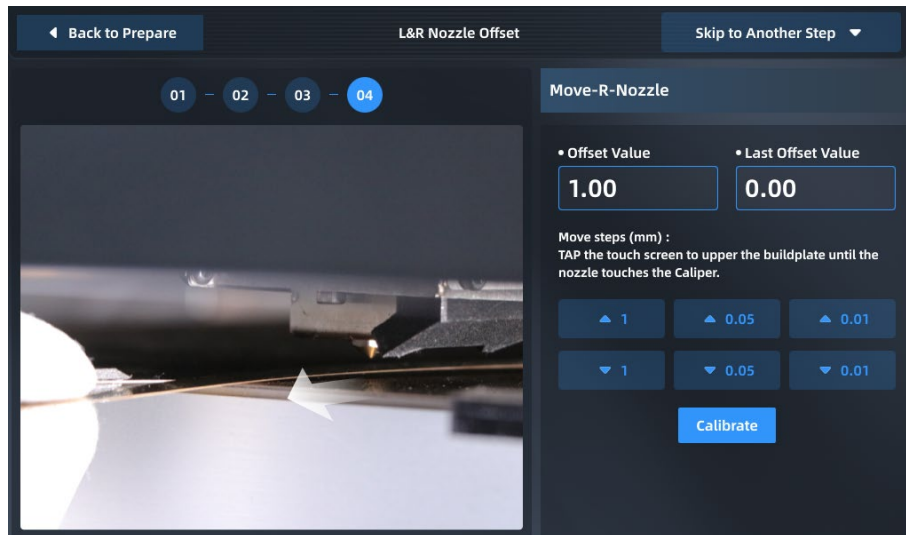 Back to Prepare
L&R Nozzle Offset
Skip to Another Step
01 - 02 - 03 - 04
Move-R-Nozzle
• Offset Value
• Last Offset Value
1.00
0.00
Move steps (mm) :
TAP the touch screen to upper the buildplate until the
nozzle touches the Caliper.
▲ 1
▲ 0.05
▲ 0.01
▼ 1
▼ 0.05
▼ 0.01
Calibrate